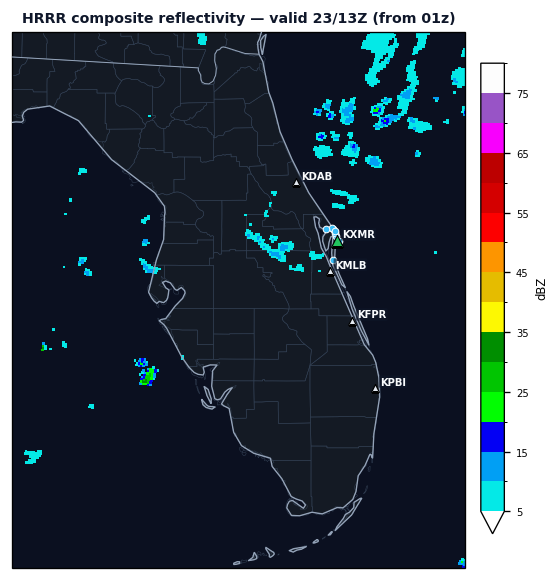 HRRR composite reflectivity — valid 23/13Z (from 01z)
KDAB
KXMR
KMLB
KFPR
KPBI
75
65
55
45
35
25
15
5
dBZ